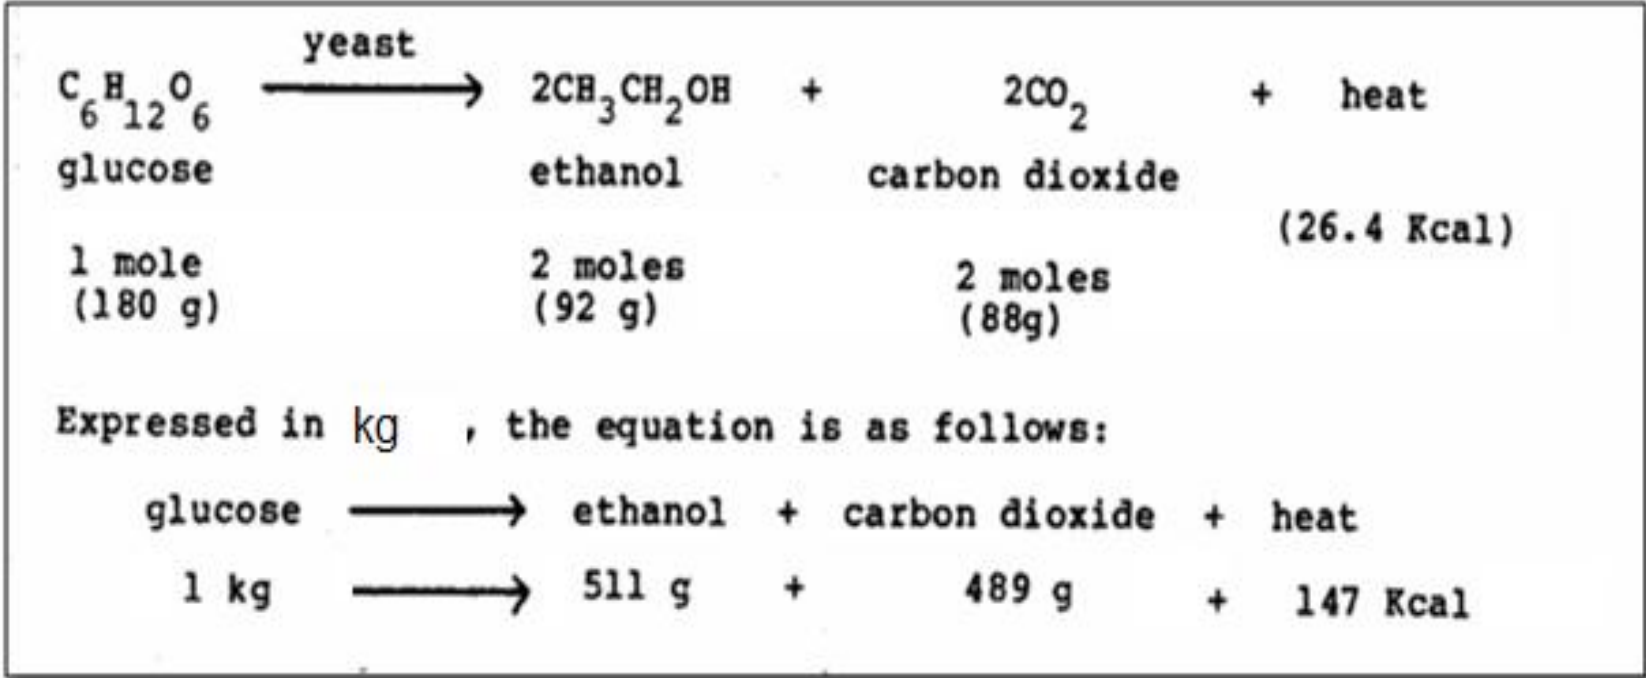 yeast
C6H12O6 ⟶ 2CH3CH2OH + 2CO2 + heat
glucose ethanol carbon dioxide
(26.4 Kcal)
1 mole 2 moles 2 moles
(180 g) (92 g) (88g)
Expressed in kg , the equation is as follows:
glucose ⟶ ethanol + carbon dioxide + heat
1 kg ⟶ 511 g + 489 g + 147 Kcal